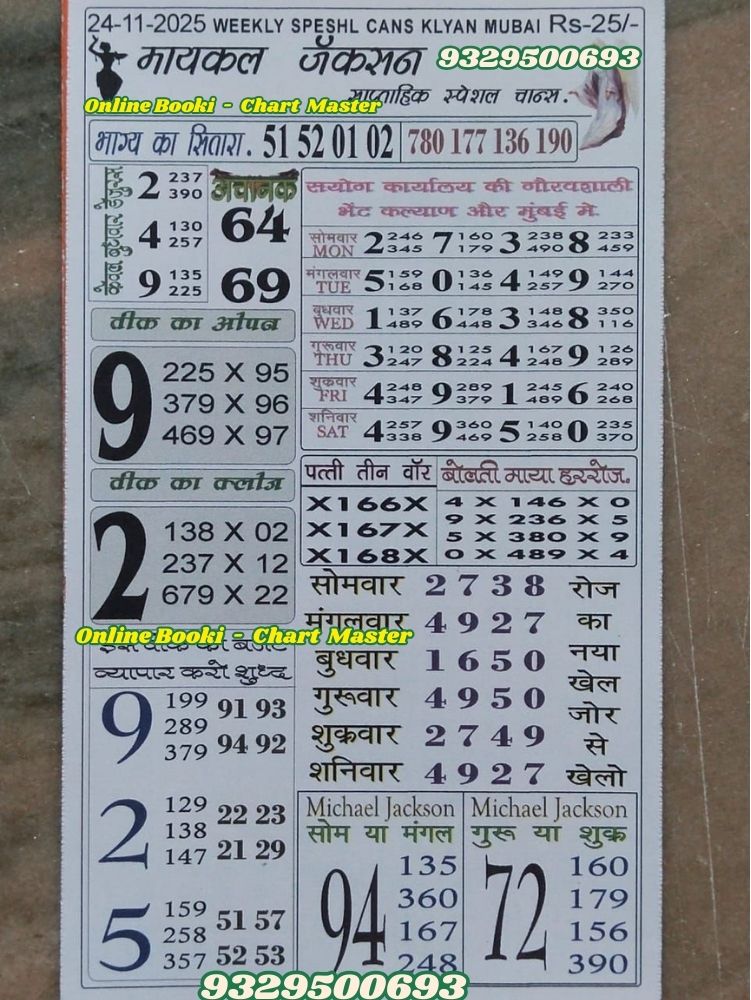 24-11-2025 WEEKLY SPESHL CANS KLYAN MUBAI Rs-25/-
मायकल जॅकसन 9329500693
साप्ताहिक स्पेशल चान्स.
Online Booki - Chart Master
भाग्य का सितारा. 51 52 01 02 780 177 136 190
केवल बुधवार डेंजुरस
2 237 390
4 130 257
9 135 225
अचानक
64
69
सयोग कार्यालय की गौरवशाली
भेंट कल्याण और मुंबई मे.
सोमवार MON 2 246 345 7 160 179 3 238 490 8 233 459
मंगलवार TUE 5 159 168 0 136 145 4 149 257 9 144 270
बुधवार WED 1 137 489 6 178 448 3 148 346 8 350 116
गुरूवार THU 3 120 247 8 125 224 4 167 248 9 126 289
शुक्रवार FRI 4 248 347 9 289 379 1 245 489 6 240 268
शनिवार SAT 4 257 338 9 360 469 5 140 258 0 235 370
वीक का ओपन
9
225 X 95
379 X 96
469 X 97
वीक का क्लोज
2
138 X 02
237 X 12
679 X 22
पत्ती तीन वॉर
X166X
X167X
X168X
बोलती माया हररोज.
4 X 146 X 0
9 X 236 X 5
5 X 380 X 9
0 X 489 X 4
सोमवार 2 7 3 8
मंगलवार 4 9 2 7
बुधवार 1 6 5 0
गुरूवार 4 9 5 0
शुक्रवार 2 7 4 9
शनिवार 4 9 2 7
रोज
का
नया
खेल
जोर
से
खेलो
Online Booki - Chart Master
व्यापार करो शुध्द
9
199
289
379
91 93
94 92
2
129
138
147
22 23
21 29
5
159
258
357
51 57
52 53
Michael Jackson
सोम या मंगल
94
135
360
167
248
Michael Jackson
गुरू या शुक्र
72
160
179
156
390
9329500693